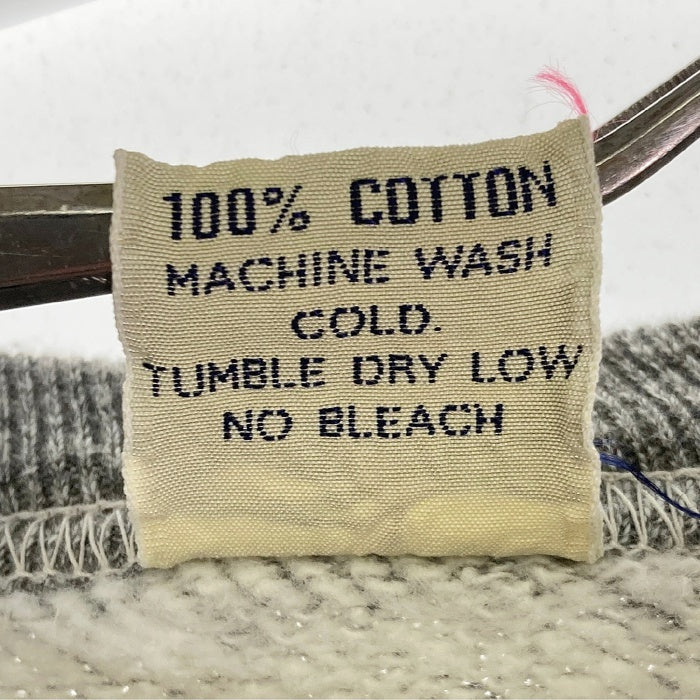 100% COTTON
MACHINE WASH
COLD.
TUMBLE DRY LOW
NO BLEACH